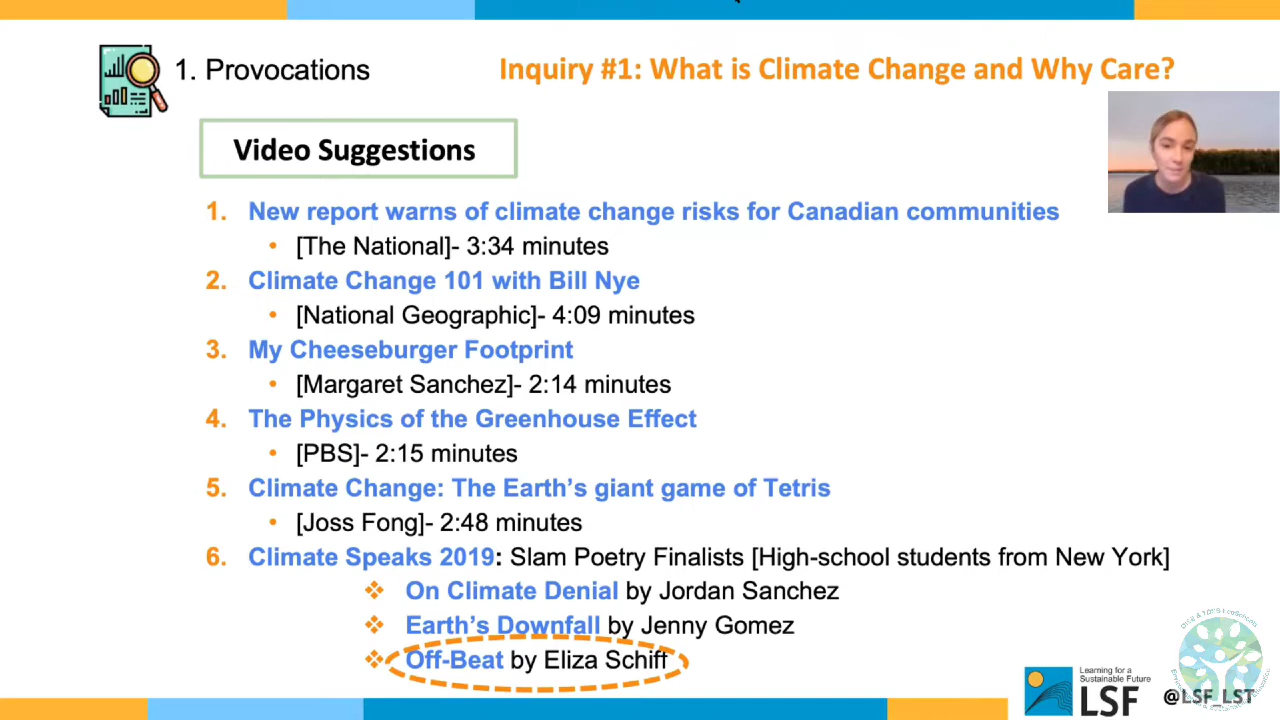 1. Provocations
Inquiry #1: What is Climate Change and Why Care?
Video Suggestions
1. New report warns of climate change risks for Canadian communities
• [The National]- 3:34 minutes
2. Climate Change 101 with Bill Nye
• [National Geographic]- 4:09 minutes
3. My Cheeseburger Footprint
• [Margaret Sanchez]- 2:14 minutes
4. The Physics of the Greenhouse Effect
• [PBS]- 2:15 minutes
5. Climate Change: The Earth's giant game of Tetris
• [Joss Fong]- 2:48 minutes
6. Climate Speaks 2019: Slam Poetry Finalists [High-school students from New York]
❖ On Climate Denial by Jordan Sanchez
❖ Earth's Downfall by Jenny Gomez
❖ Off-Beat by Eliza Schiff
Learning for a
Sustainable Future
LSF
@LSF_LST